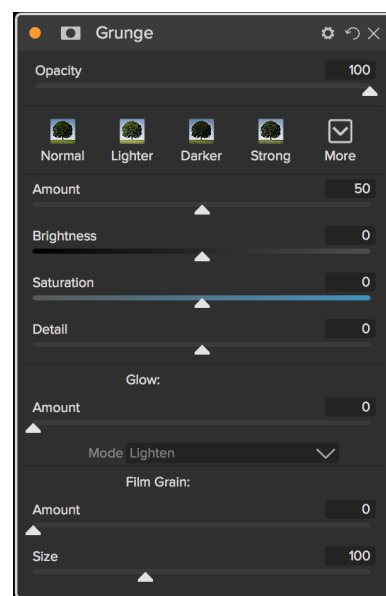 Grunge
Opacity 100
Normal Lighter Darker Strong More
Amount 50
Brightness 0
Saturation 0
Detail 0
Glow:
Amount 0
Mode Lighten
Film Grain:
Amount 0
Size 100